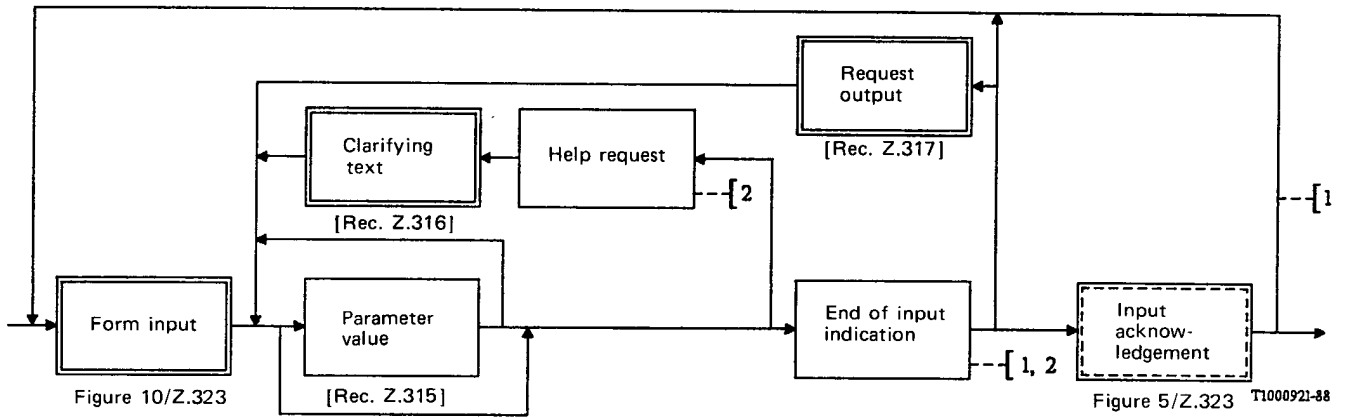 Request
output
[Rec. Z.317]
Clarifying
text
Help request
[2
[1
[Rec. Z.316]
Form input
Parameter
value
End of input
indication
Input
acknow-
ledgement
[1, 2
Figure 10/Z.323
[Rec. Z.315]
Figure 5/Z.323
T1000921-88